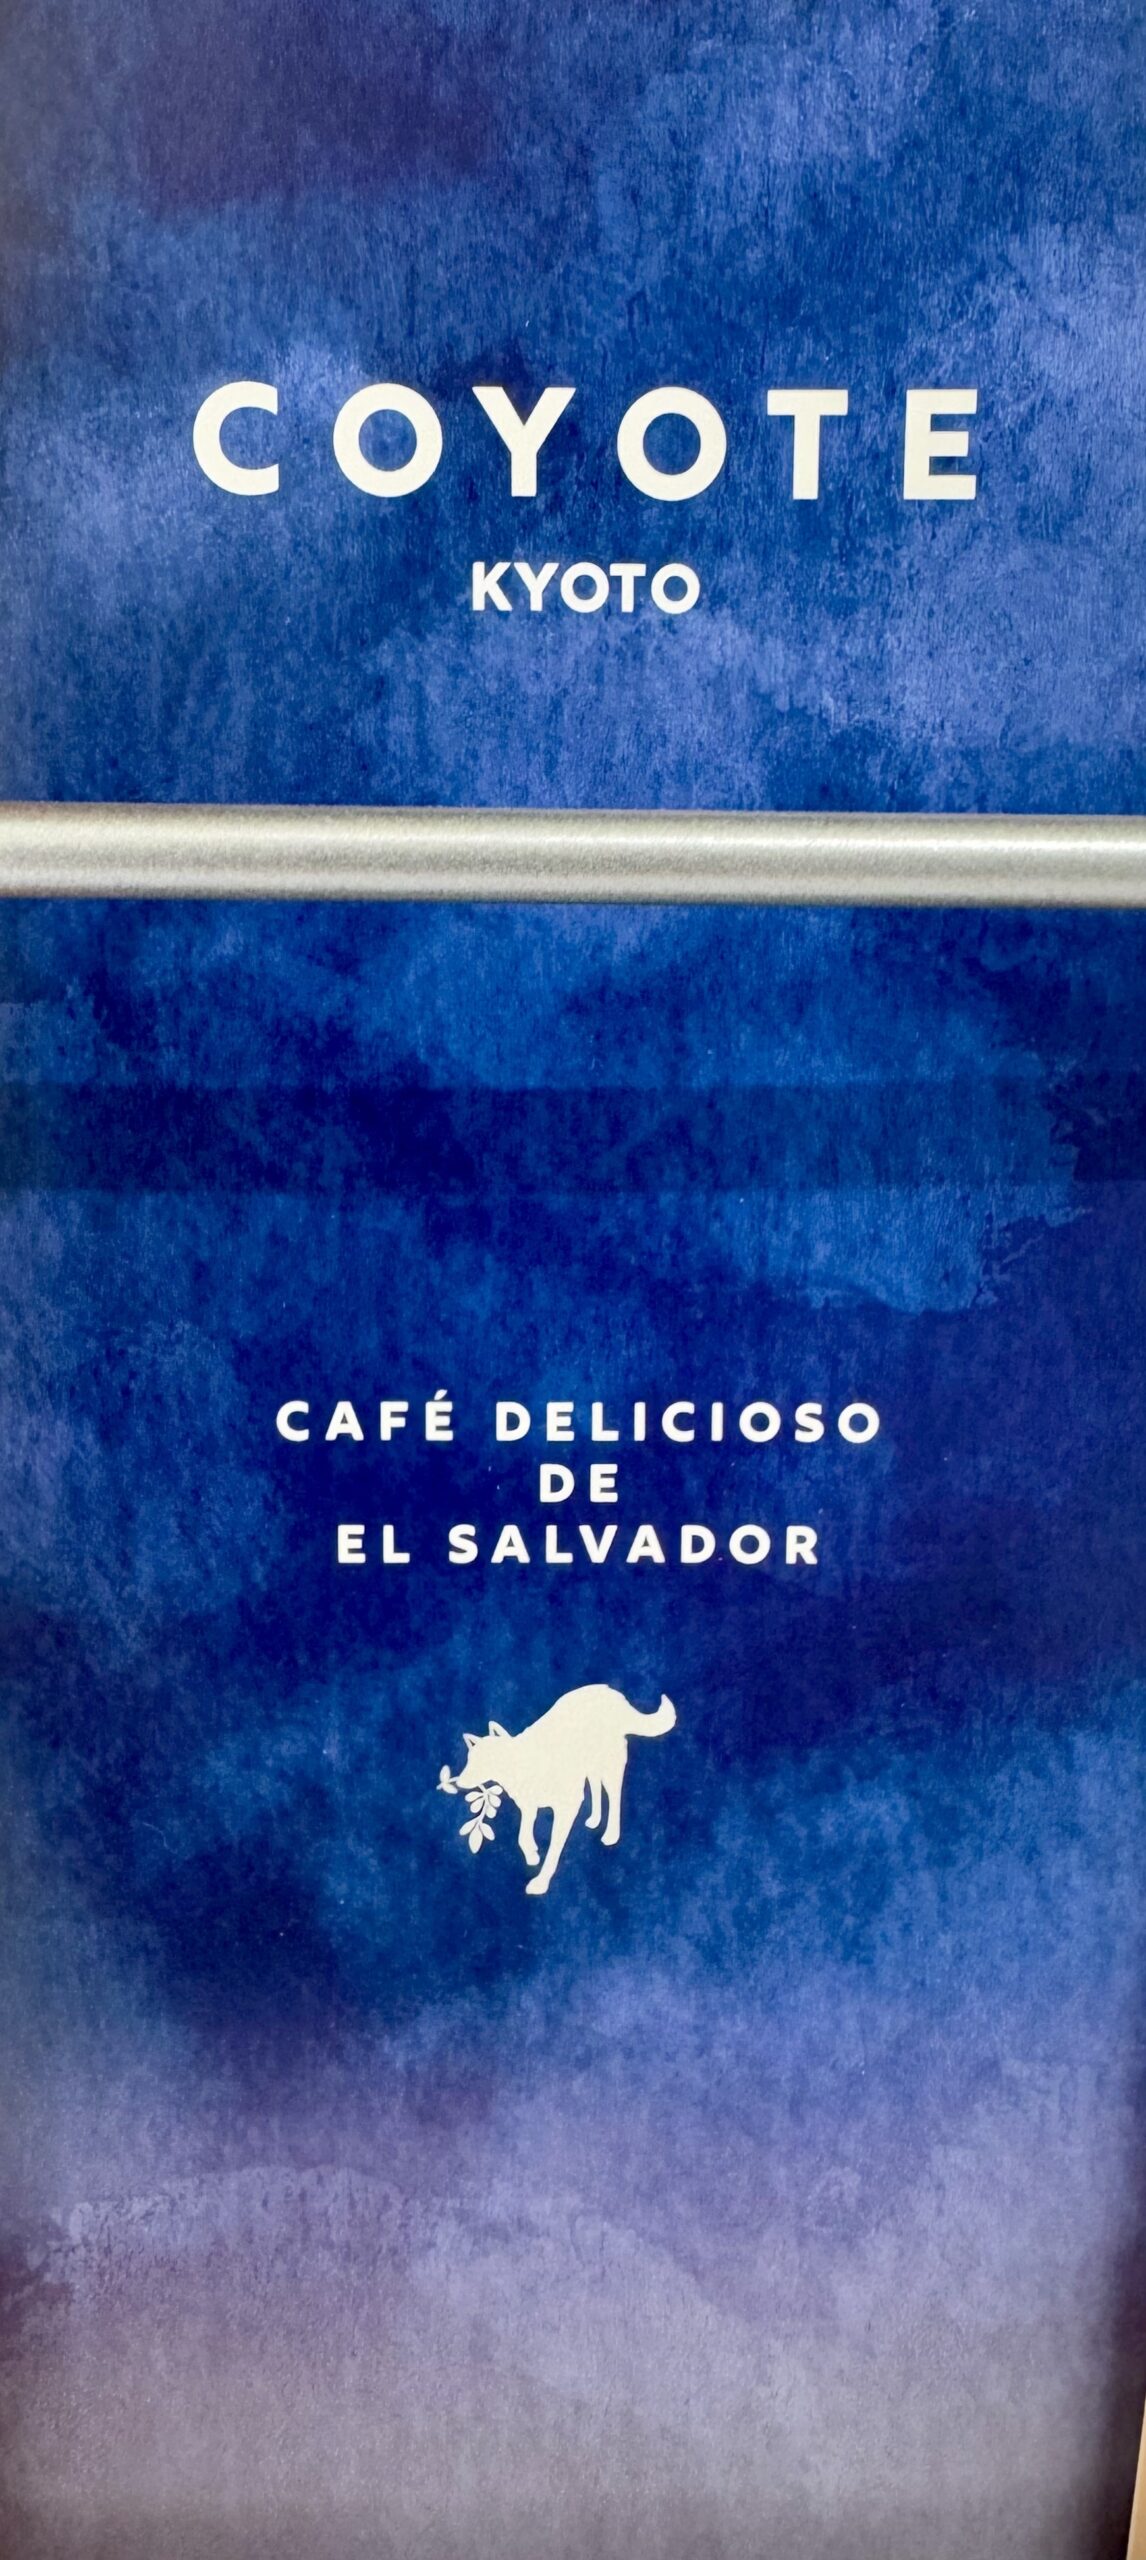 COYOTE
KYOTO
CAFÉ DELICIOSO
DE
EL SALVADOR